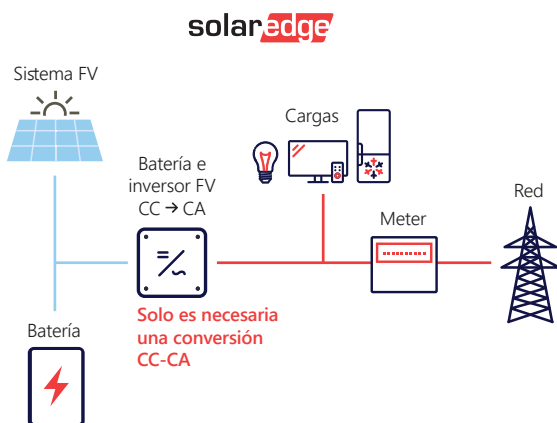 solaredge
Sistema FV
Cargas
Batería e
inversor FV
CC → CA
Red
Meter
Solo es necesaria
una conversión
CC-CA
Batería